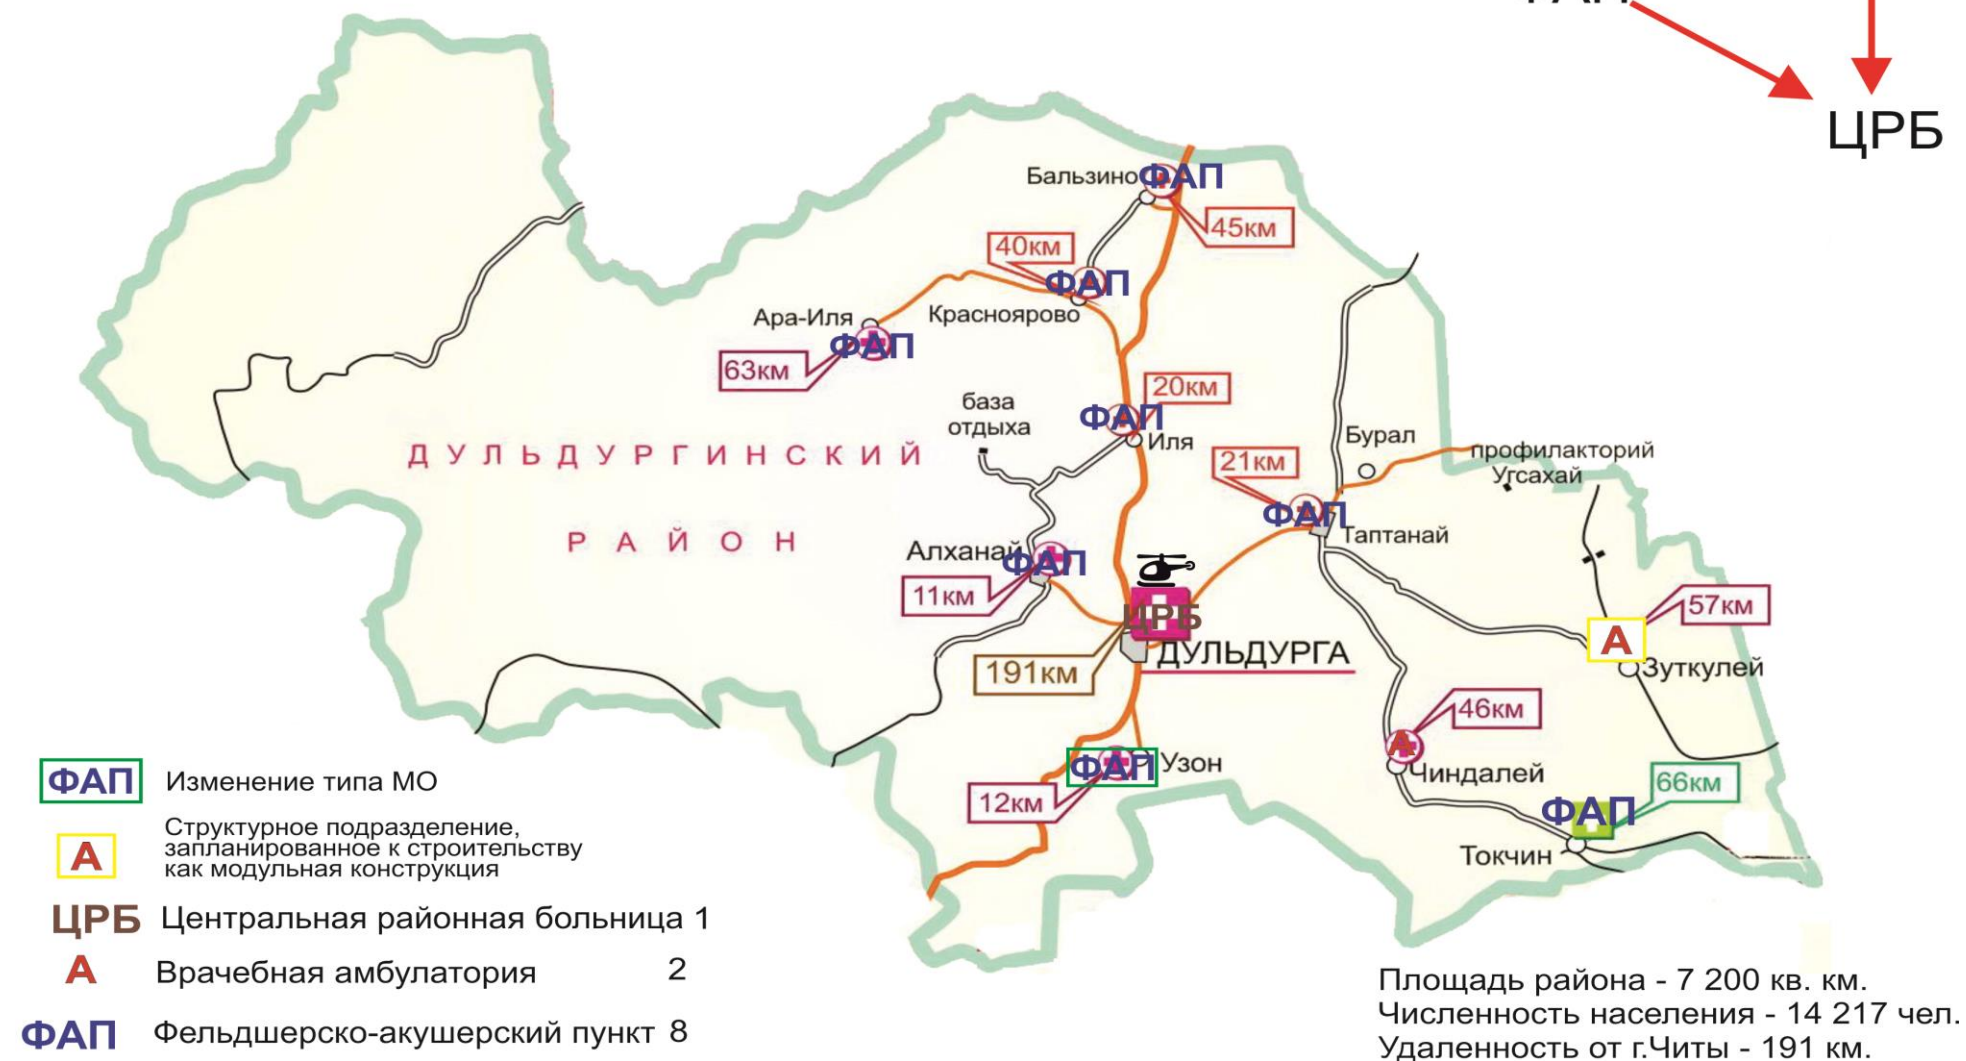 ФАП
ЦРБ
Бальзино
ФАП
45км
40км
ФАП
Красноярово
Ара-Иля
ФАП
63км
20км
ФАП
Иля
база
отдыха
ДУЛЬДУРГИНСКИЙ
РАЙОН
21км
ФАП
Таптанай
Бурал
профилакторий
Угсахай
Алханай
ФАП
11км
ЦРБ
191км
ДУЛЬДУРГА
57км
А
Зуткулей
46км
А
Чиндалей
ФАП
Узон
12км
66км
ФАП
Токчин
ФАП Изменение типа МО
А Структурное подразделение,
запланированное к строительству
как модульная конструкция
ЦРБ Центральная районная больница 1
А Врачебная амбулатория 2
ФАП Фельдшерско-акушерский пункт 8
Площадь района - 7 200 кв. км.
Численность населения - 14 217 чел.
Удаленность от г.Читы - 191 км.